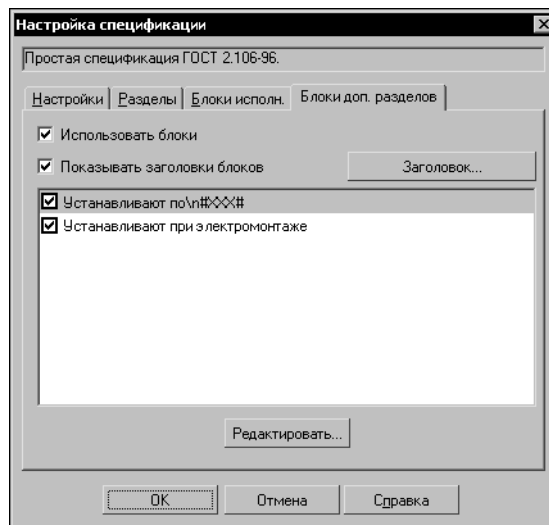 Настройка спецификации
Простая спецификация ГОСТ 2.106-96.
Настройки Разделы Блоки исполн. Блоки доп. разделов
Использовать блоки
Показывать заголовки блоков Заголовок...
Устанавливают по\n#XXX#
Устанавливают при электромонтаже
Редактировать...
OK Отмена Справка